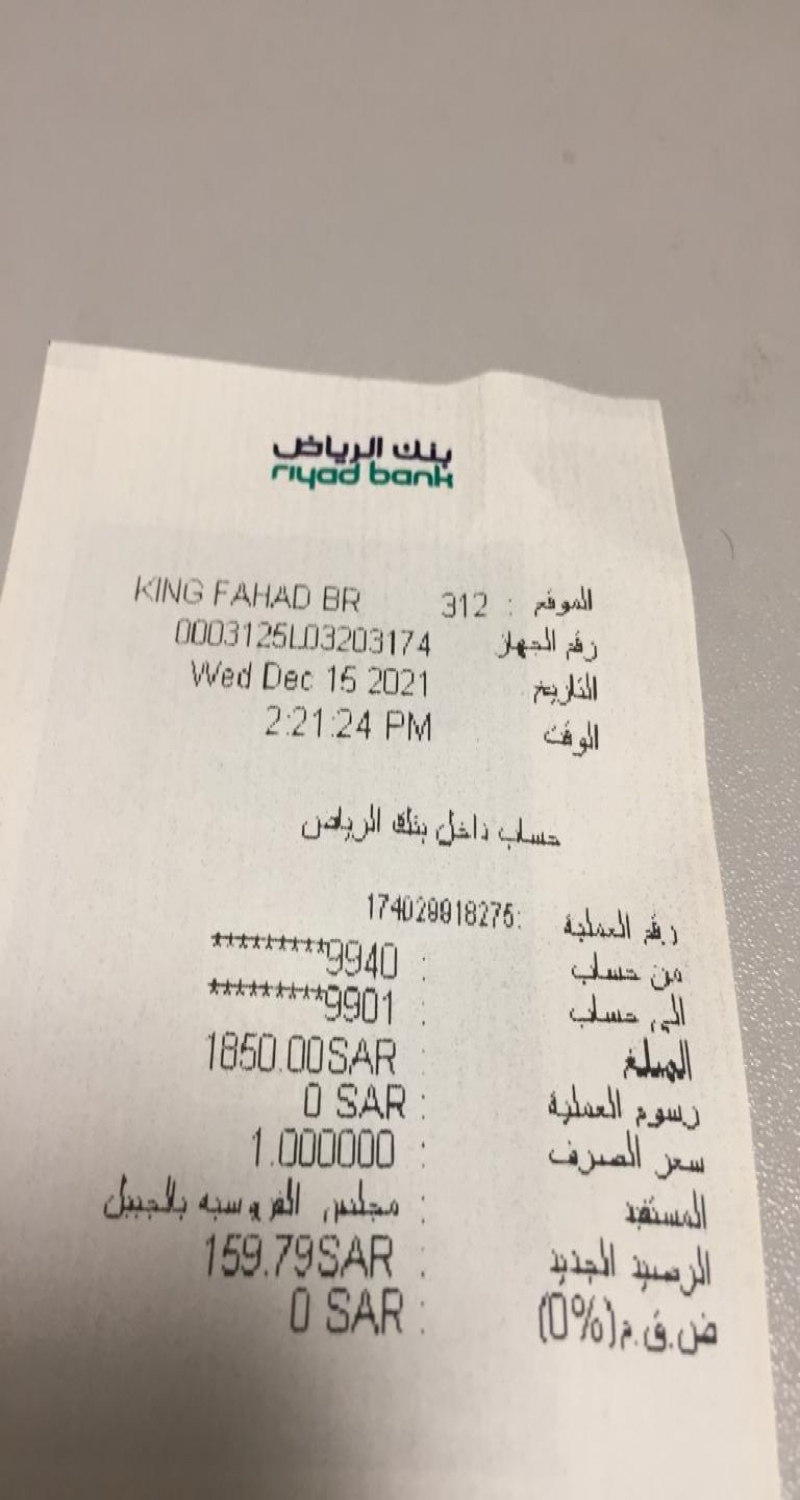 بنك الرياض
riyad bank
الموقع : 312 KING FAHAD BR
رقم الجهاز 0003125L03203174
التاريخ Wed Dec 15 2021
الوقت 2:21:24 PM
حساب داخل بنك الرياض
رقم العملية :174029918275
من حساب : *********9940
الى حساب : *********9901
المبلغ : 1850.00SAR
رسوم العملية : 0 SAR
سعر الصرف : 1.000000
المستفيد : مجلس الفروسيه بالجبيل
الرصيد الجديد : 159.79SAR
ض.ق.م(0%) : 0 SAR